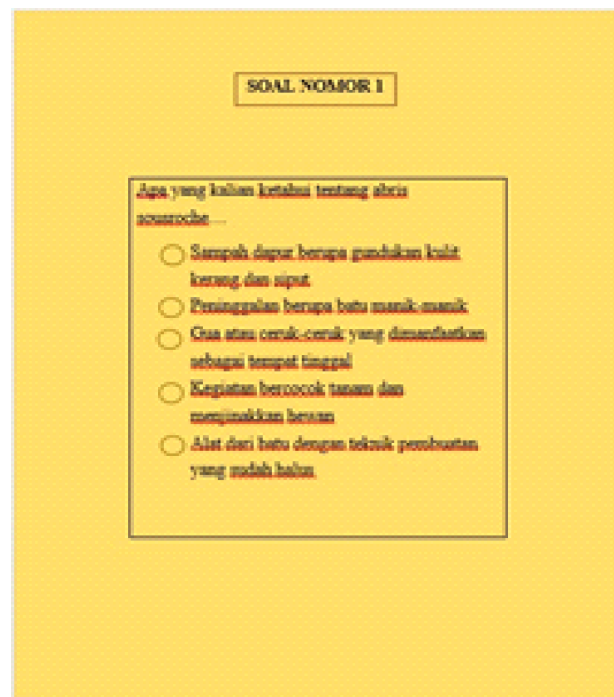 SOAL NOMOR 1
Apa yang kalian ketahui tentang abris
sousroche…
Sampah dapur berupa gundukan kulit
kerang dan siput
Peninggalan berupa batu manik-manik
Gua atau ceruk-ceruk yang dimanfaatkan
sebagai tempat tinggal
Kegiatan bercocok tanam dan
menjinakkan hewan
Alat dari batu dengan teknik pembuatan
yang sudah halus